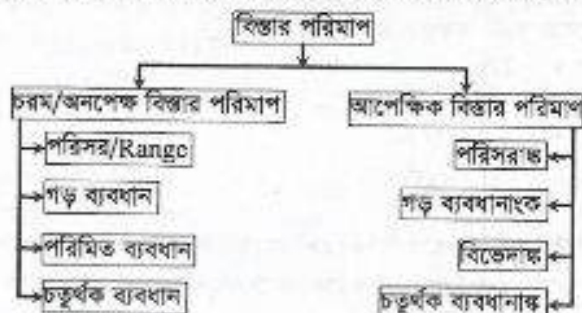 বিস্তার পরিমাপ
চরম/অনপেক্ষ বিস্তার পরিমাপ
আপেক্ষিক বিস্তার পরিমাপ
পরিসর/Range
পরিসরাঙ্ক
গড় ব্যবধান
গড় ব্যবধানাংক
পরিমিত ব্যবধান
বিভেদাঙ্ক
চতুর্থক ব্যবধান
চতুর্থক ব্যবধানাঙ্ক